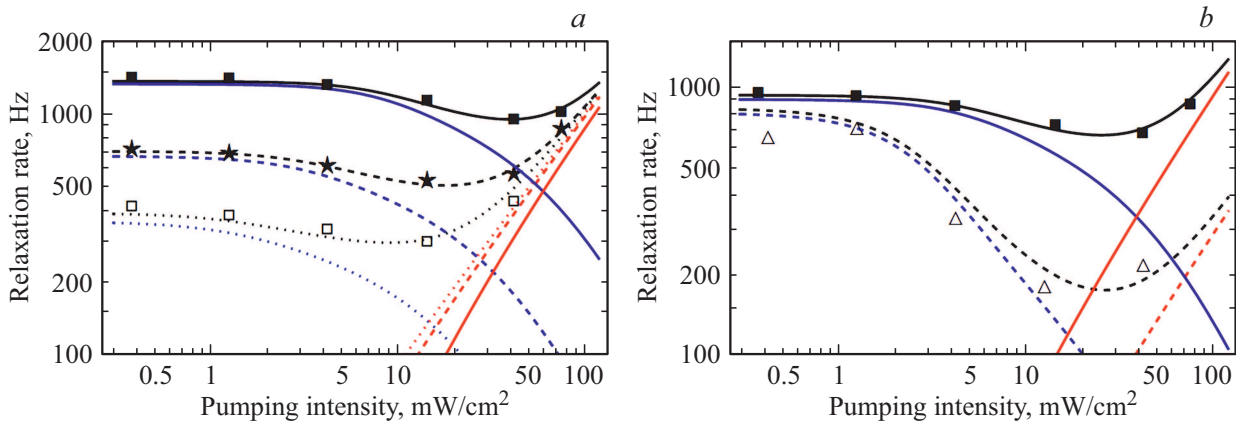 a
2000
1000
500
200
100
Relaxation rate, Hz
0.5 1 5 10 50 100
Pumping intensity, mW/cm²
b
1000
500
200
100
Relaxation rate, Hz
0.5 1 5 10 50 100
Pumping intensity, mW/cm²